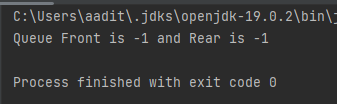 C:\Users\aadit\.jdks\openjdk-19.0.2\bin\j
Queue Front is -1 and Rear is -1
Process finished with exit code 0